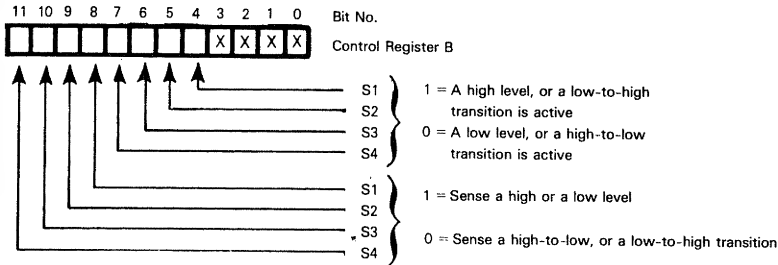 11 10 9 8 7 6 5 4 3 2 1 0 Bit No.
X X X X Control Register B
S1 1 = A high level, or a low-to-high
S2 transition is active
S3 0 = A low level, or a high-to-low
S4 transition is active
S1 1 = Sense a high or a low level
S2
S3 0 = Sense a high-to-low, or a low-to-high transition
S4